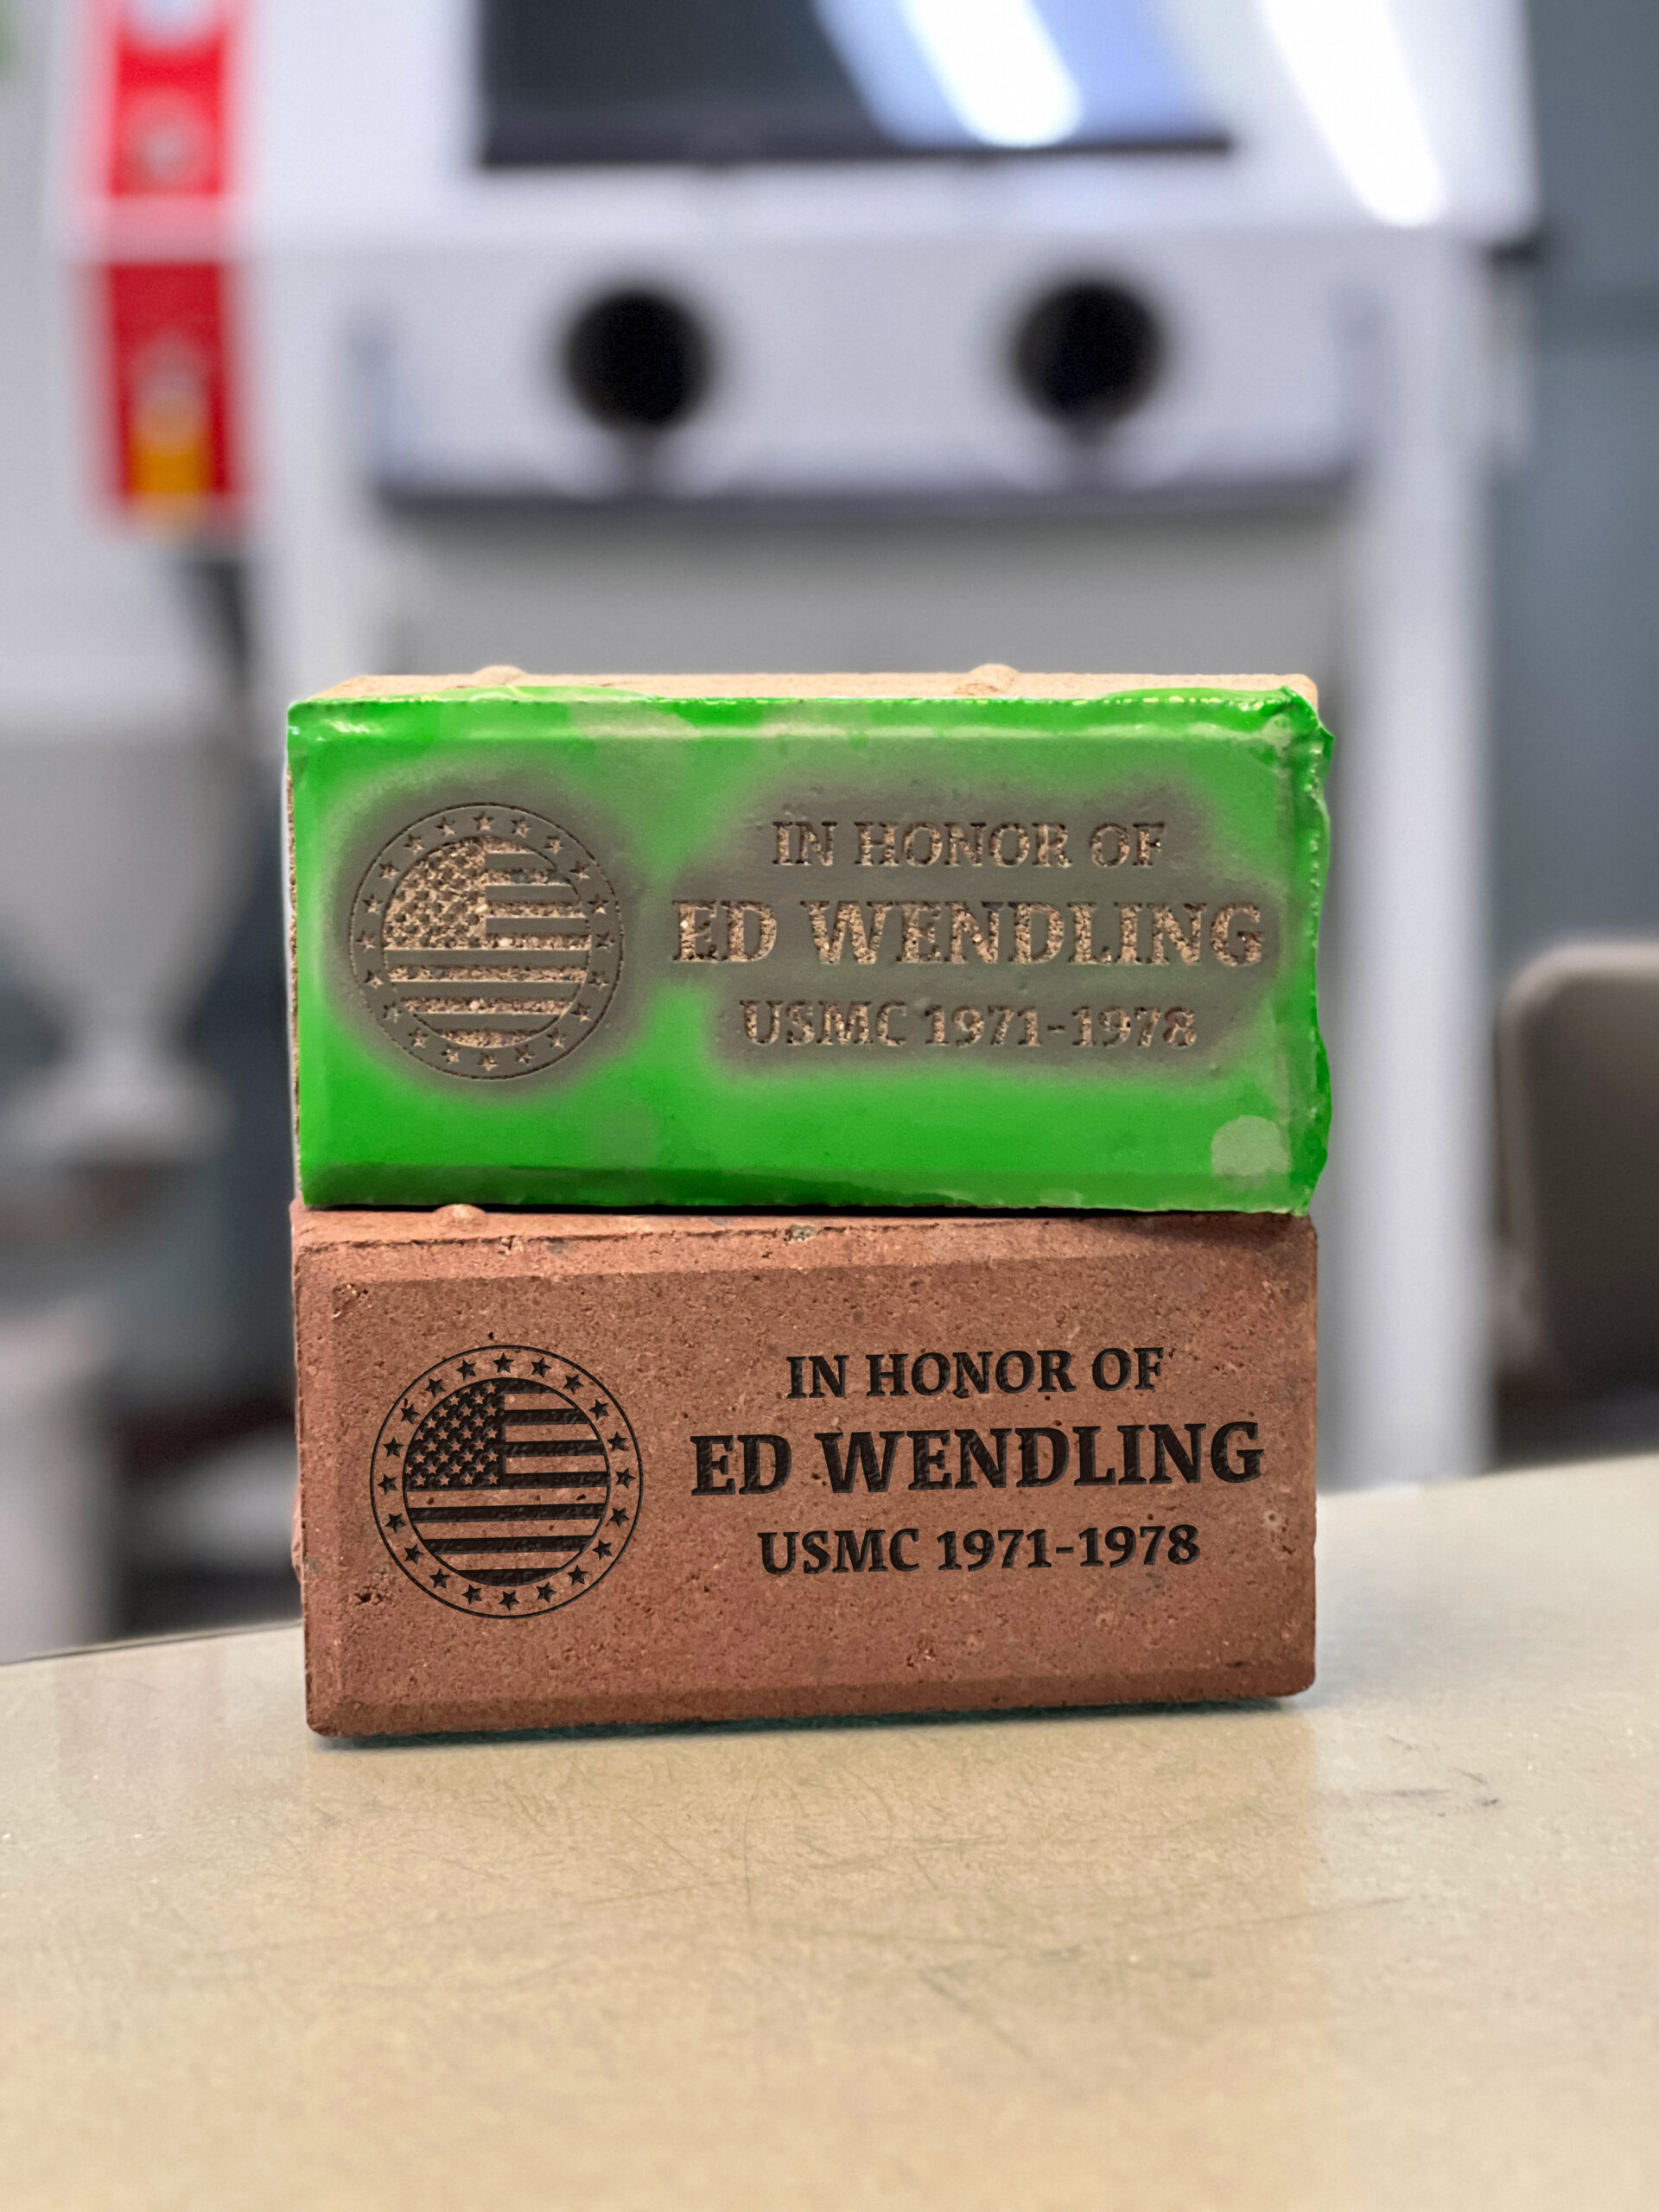 IN HONOR OF
ED WENDLING
USMC 1971-1978
IN HONOR OF
ED WENDLING
USMC 1971-1978